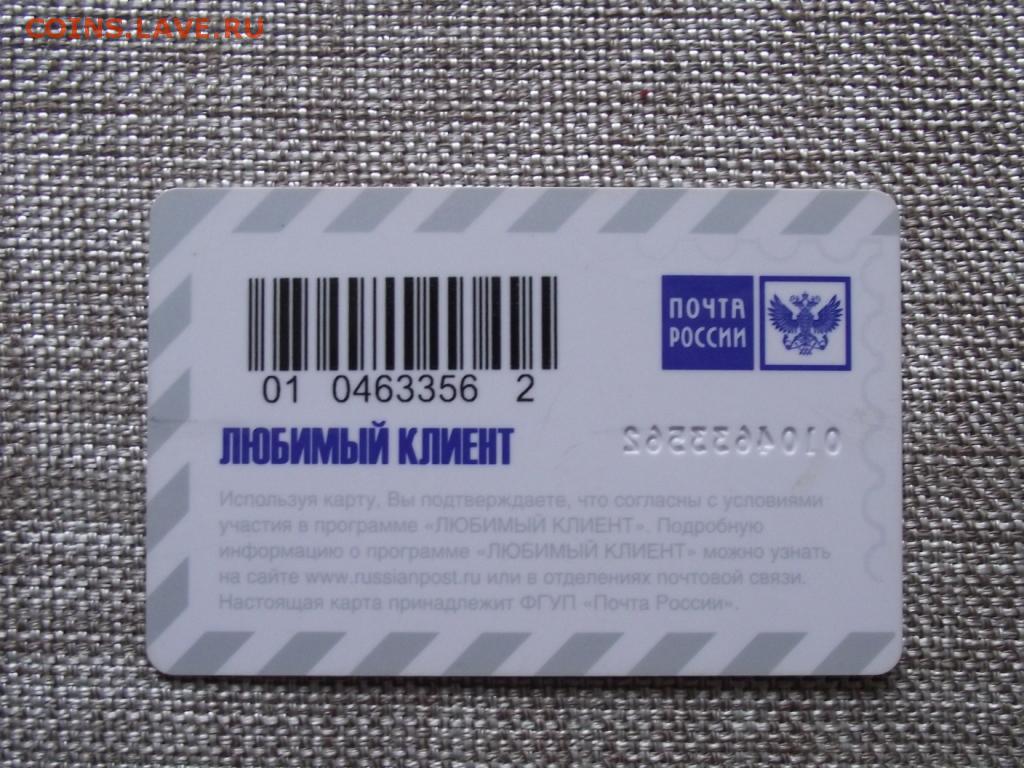 COINS.LAVE.RU
ПОЧТА
РОССИИ
01 0463356 2
ЛЮБИМЫЙ КЛИЕНТ
0104633562
Используя карту, Вы подтверждаете, что согласны с условиями
участия в программе «ЛЮБИМЫЙ КЛИЕНТ». Подробную
информацию о программе «ЛЮБИМЫЙ КЛИЕНТ» можно узнать
на сайте www.russianpost.ru или в отделениях почтовой связи.
Настоящая карта принадлежит ФГУП «Почта России».